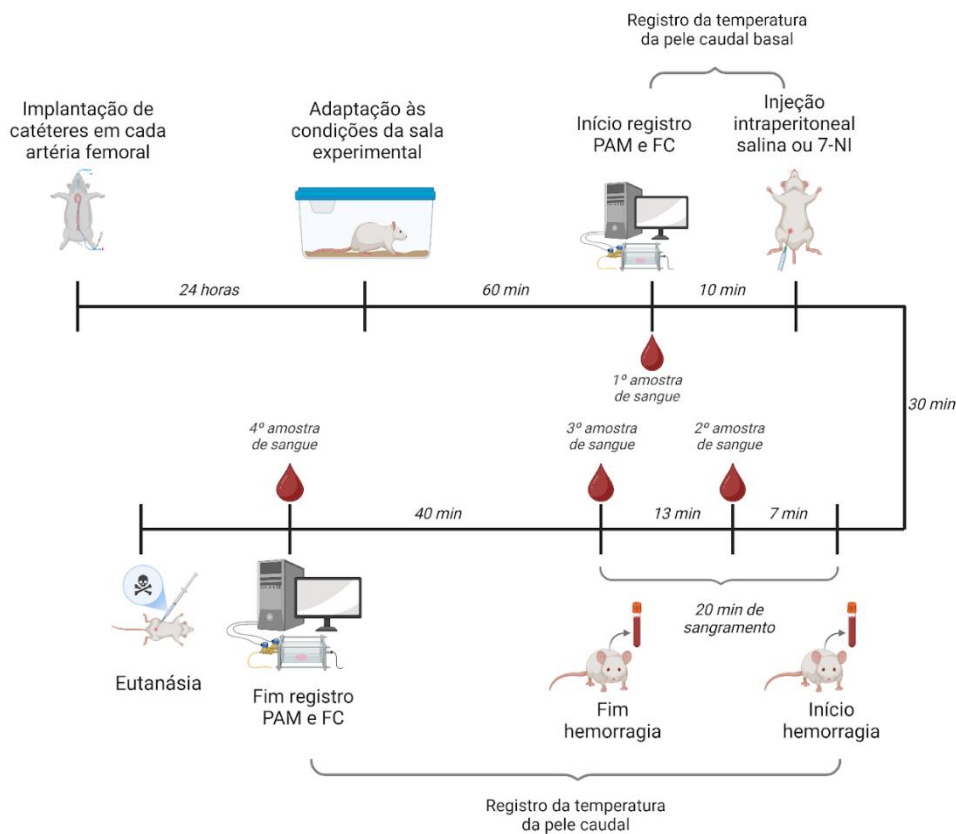 Registro da temperatura
da pele caudal basal
Implantação de
catéteres em cada
artéria femoral
Adaptação às
condições da sala
experimental
Início registro
PAM e FC
Injeção
intraperitoneal
salina ou 7-NI
24 horas
60 min
10 min
1º amostra
de sangue
30 min
4º amostra
de sangue
3º amostra
de sangue
2º amostra
de sangue
40 min
13 min
7 min
20 min de
sangramento
Eutanásia
Fim registro
PAM e FC
Fim
hemorragia
Início
hemorragia
Registro da temperatura
da pele caudal